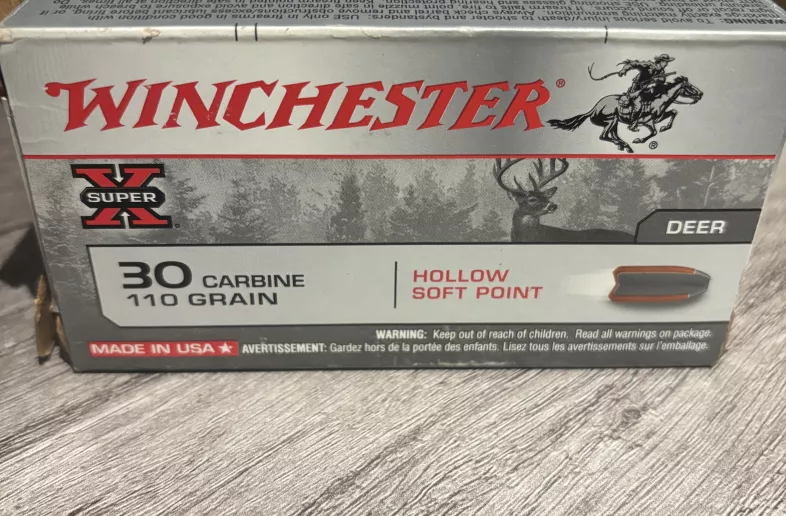 WINCHESTER®
®
SUPER X®
DEER
30 CARBINE
110 GRAIN
HOLLOW
SOFT POINT
WARNING: Keep out of reach of children. Read all warnings on package.
MADE IN USA ★ AVERTISSEMENT: Gardez hors de la portée des enfants. Lisez tous les avertissements sur l'emballage.